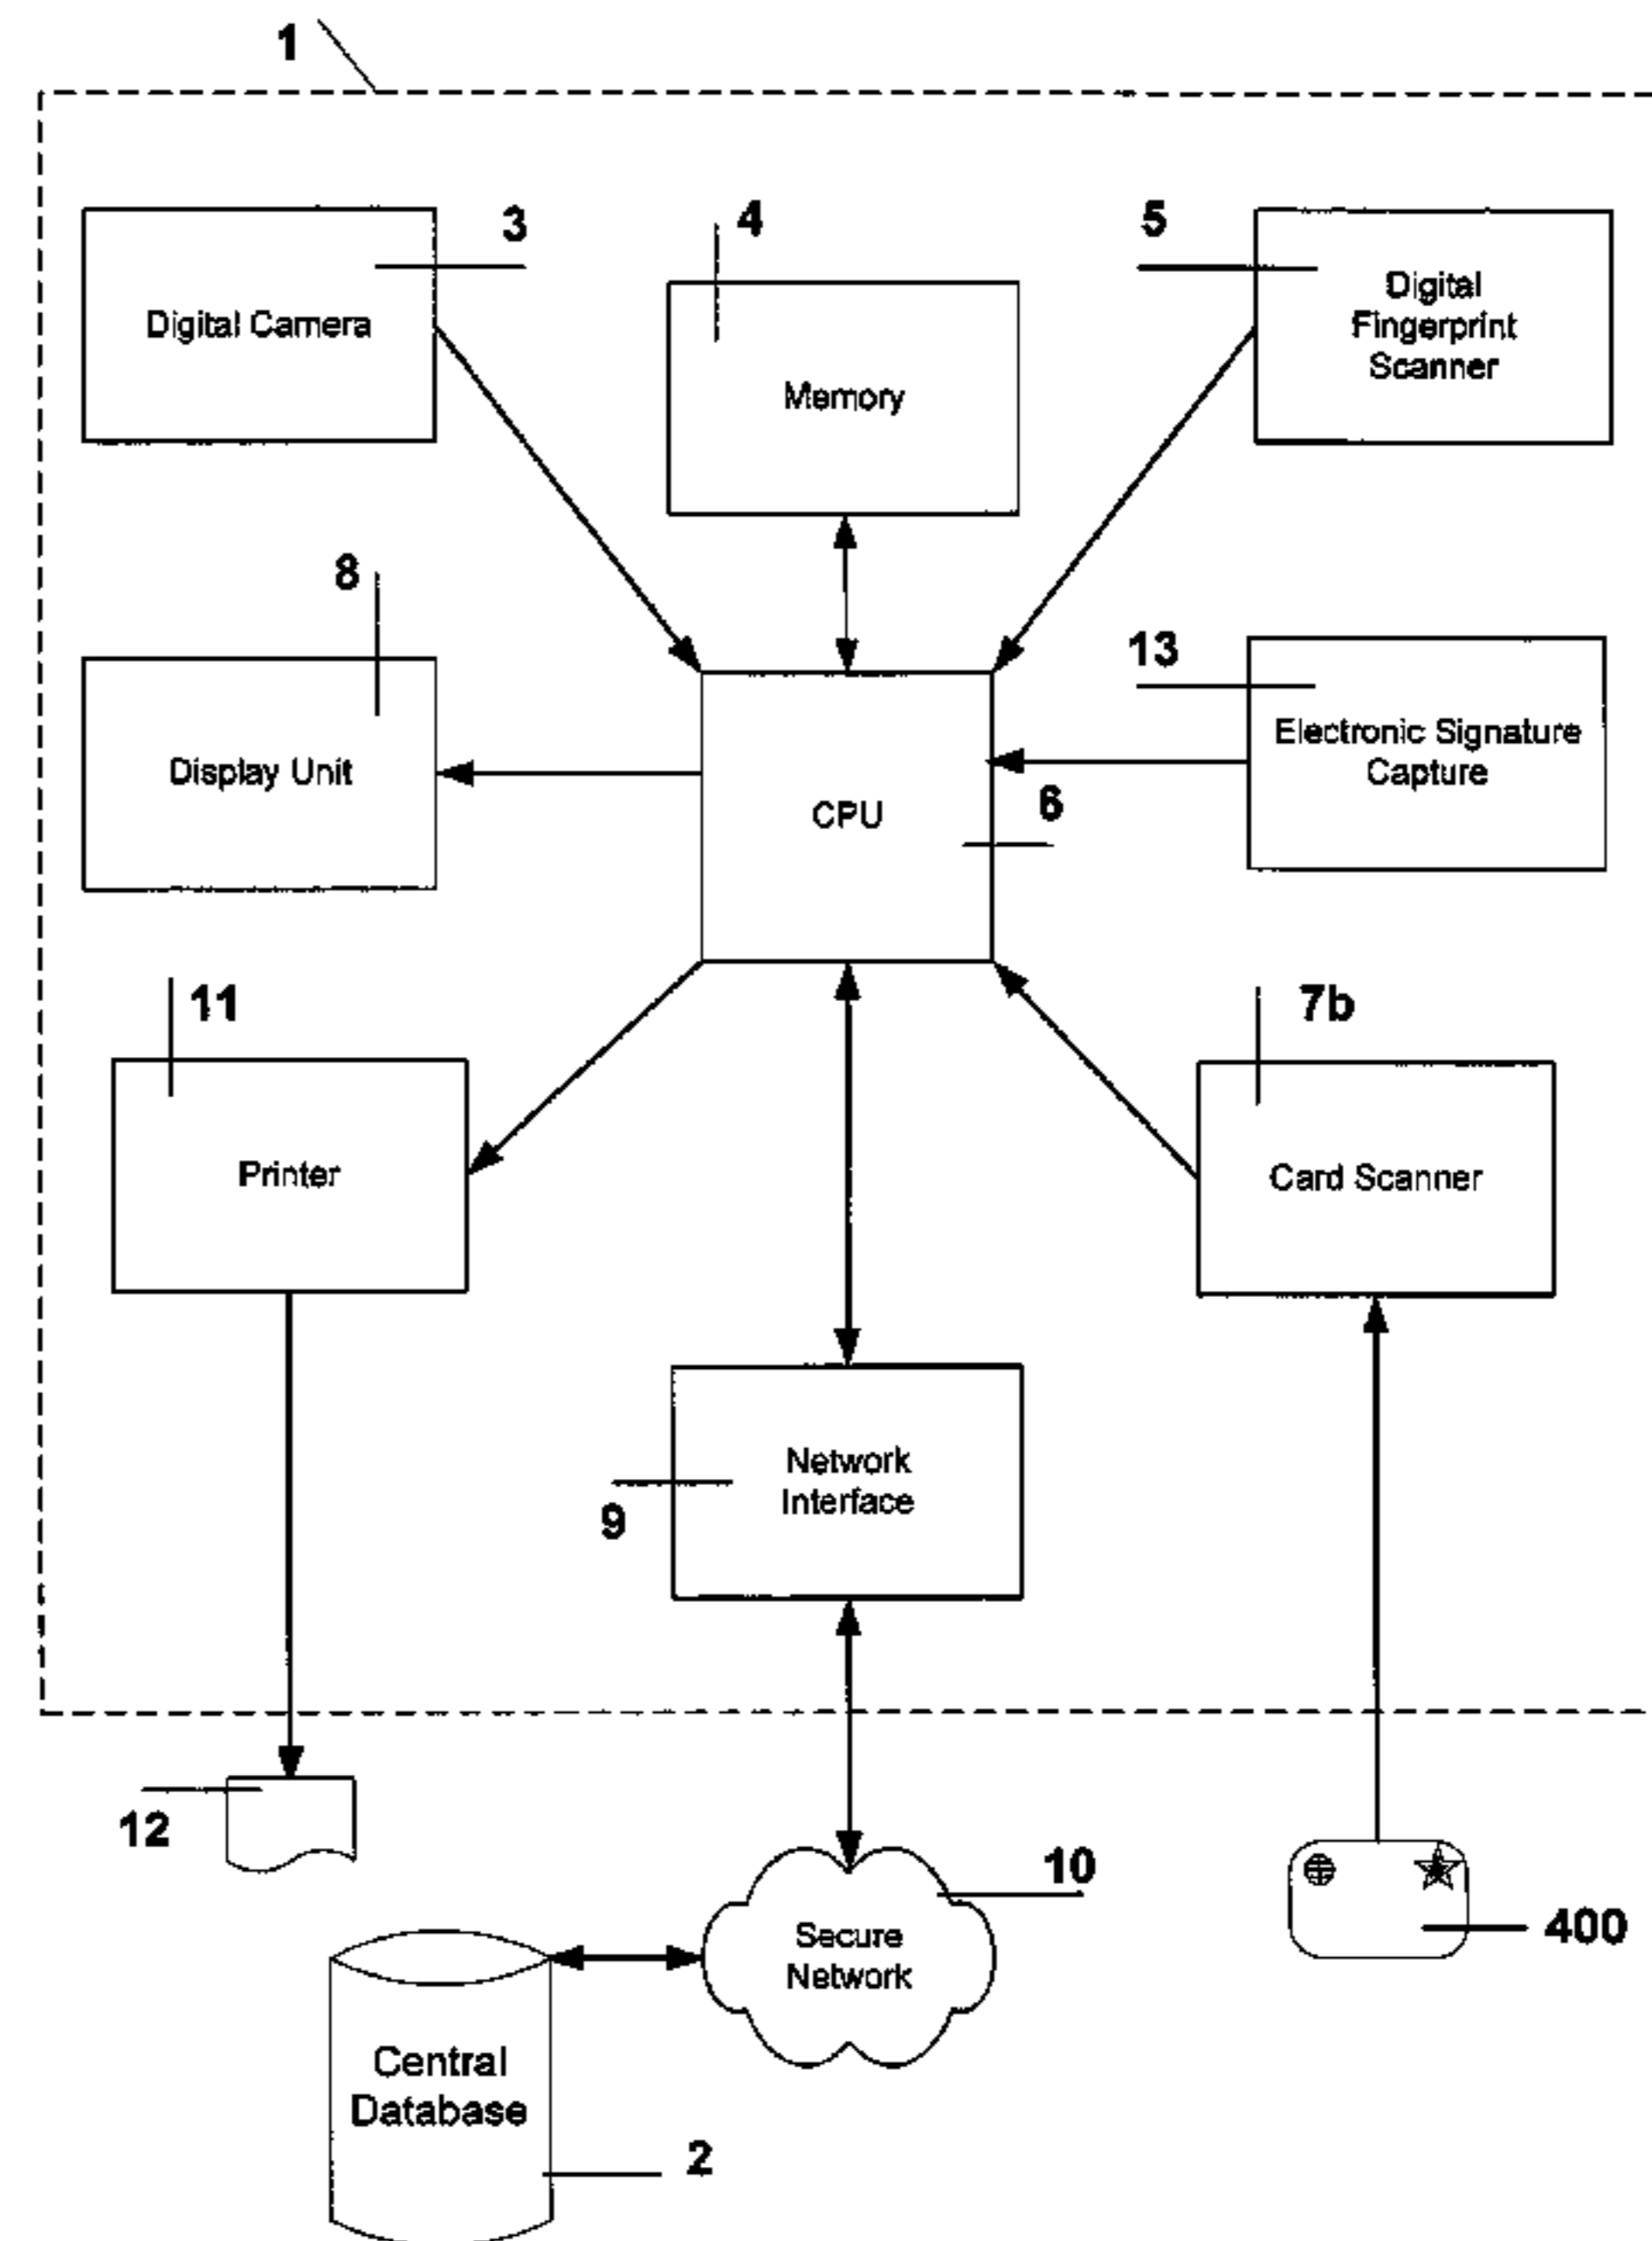 1
3
4
5
Digital Camera
Digital
Fingerprint
Scanner
Memory
8
13
Display Unit
Electronic Signature
Capture
CPU
6
11
7b
Printer
Card Scanner
Network
Interface
9
12
10
Secure
Network
400
Central
Database
2